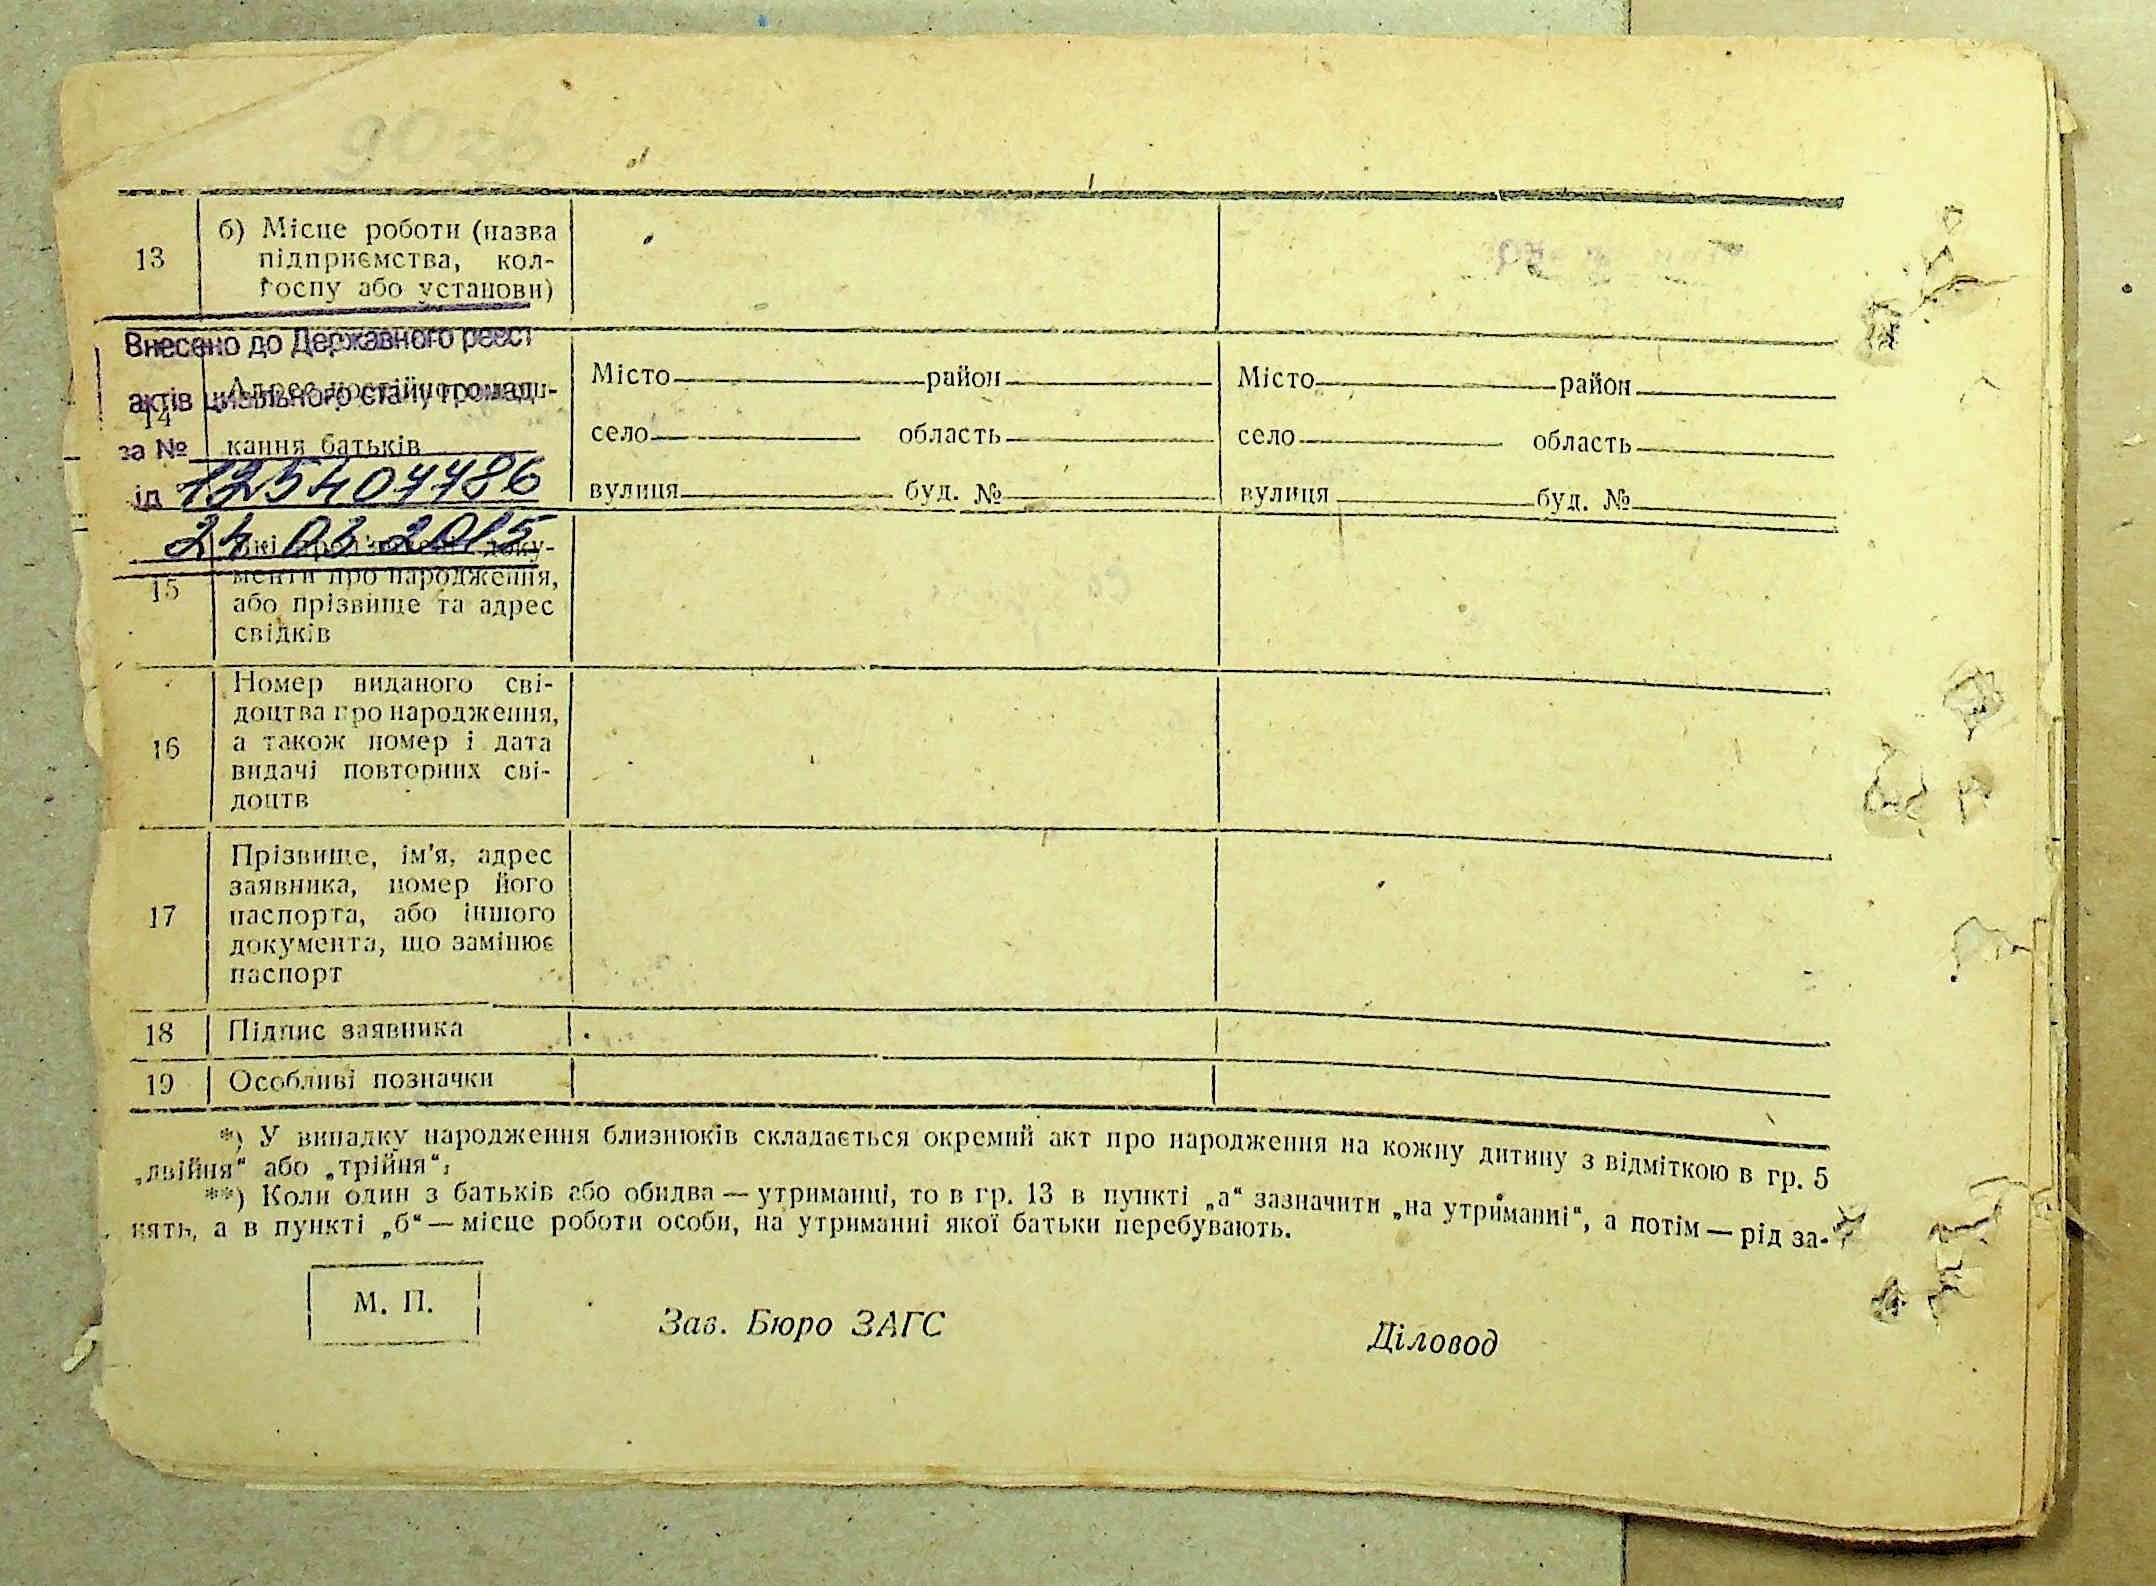 13
б) Місце роботи (назва
підприємства, кол-
госпу або установи)
Внесено до Державного реєст
актів цивільного стану громадян-
за №
від 125404486
24 03 2015
14
кання батьків
Місто район
село область
вулиця буд. №
Місто район
село область
вулиця буд. №
15
доку-
менти про народження,
або прізвище та адрес
свідків
16
Номер виданого сві-
доцтва про народження,
а також номер і дата
видачі повторних сві-
доцтв
17
Прізвище, ім'я, адрес
заявника, номер його
паспорта, або іншого
документа, що замінює
паспорт
18 Підпис заявника
19 Особливі позначки
*) У випадку народження близнюків складається окремий акт про народження на кожну дитину з відміткою в гр. 5
„двійня“ або „трійня“.
**) Коли один з батьків або обидва — утриманці, то в гр. 13 в пункті „а“ зазначити „на утриманні“, а потім — рід за-
нять, а в пункті „б“ — місце роботи особи, на утриманні якої батьки перебувають.
М. П.
Зав. Бюро ЗАГС
Діловод